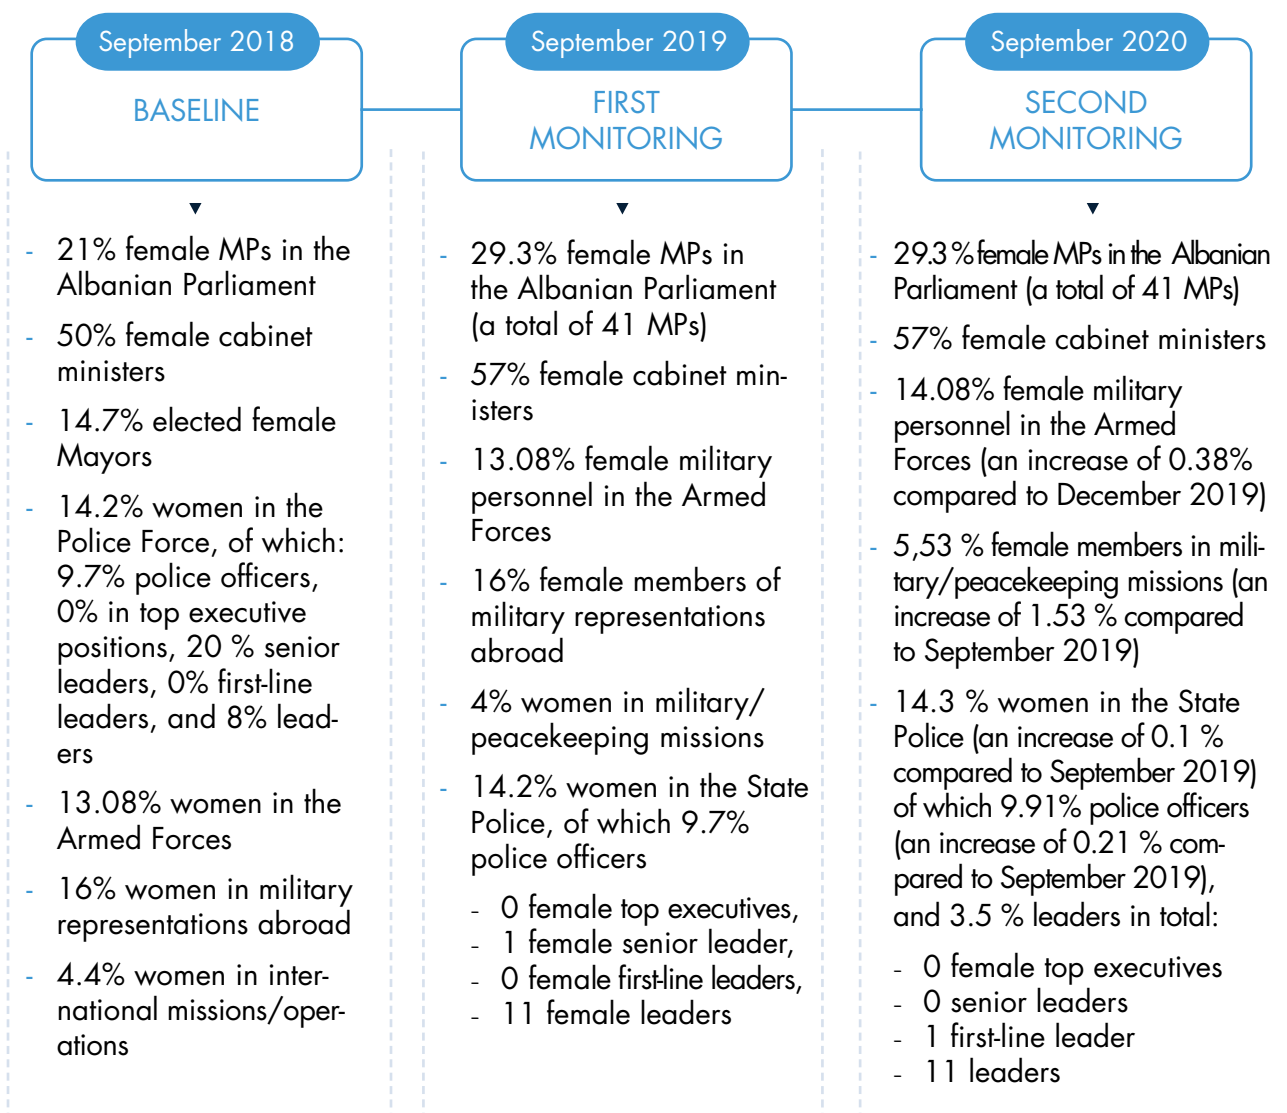 September 2018
BASELINE
- 21% female MPs in the
Albanian Parliament
- 50% female cabinet
ministers
- 14.7% elected female
Mayors
- 14.2% women in the
Police Force, of which:
9.7% police officers,
0% in top executive
positions, 20 % senior
leaders, 0% first-line
leaders, and 8% lead-
ers
- 13.08% women in the
Armed Forces
- 16% women in military
representations abroad
- 4.4% women in inter-
national missions/oper-
ations
September 2019
FIRST
MONITORING
- 29.3% female MPs in
the Albanian Parliament
(a total of 41 MPs)
- 57% female cabinet min-
isters
- 13.08% female military
personnel in the Armed
Forces
- 16% female members of
military representations
abroad
- 4% women in military/
peacekeeping missions
- 14.2% women in the State
Police, of which 9.7%
police officers
- 0 female top executives,
- 1 female senior leader,
- 0 female first-line leaders,
- 11 female leaders
September 2020
SECOND
MONITORING
- 29.3 % female MPs in the Albanian
Parliament (a total of 41 MPs)
- 57% female cabinet ministers
- 14.08% female military
personnel in the Armed
Forces (an increase of 0.38%
compared to December 2019)
- 5,53 % female members in mili-
tary/peacekeeping missions (an
increase of 1.53 % compared
to September 2019)
- 14.3 % women in the State
Police (an increase of 0.1 %
compared to September 2019)
of which 9.91% police officers
(an increase of 0.21 % com-
pared to September 2019),
and 3.5 % leaders in total:
- 0 female top executives
- 0 senior leaders
- 1 first-line leader
- 11 leaders